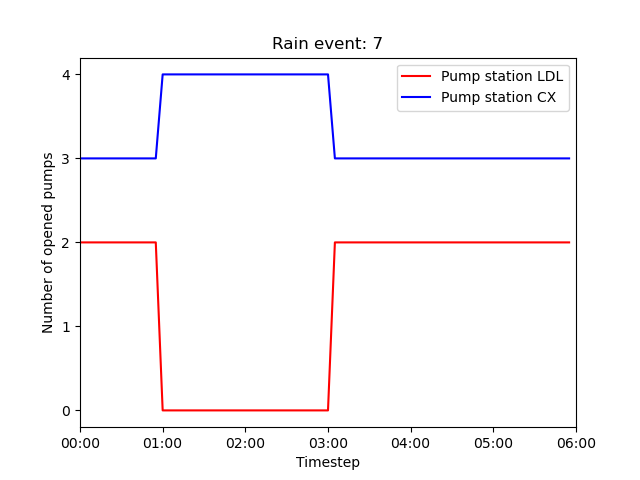 Rain event: 7
Pump station LDL
Pump station CX
Number of opened pumps
4
3
2
1
0
00:00 01:00 02:00 03:00 04:00 05:00 06:00
Timestep